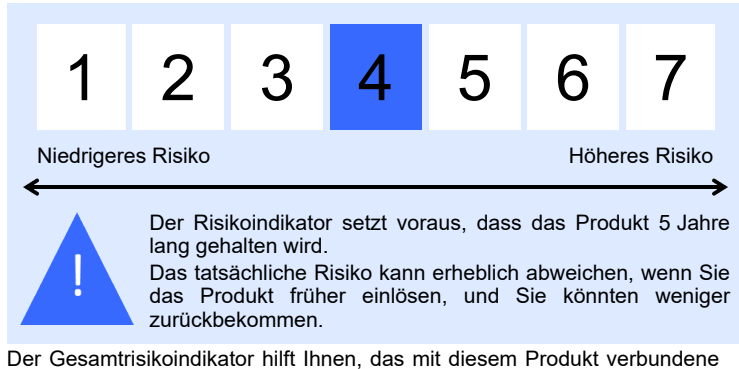 1 2 3 4 5 6 7
Niedrigeres Risiko Höheres Risiko
!
Der Risikoindikator setzt voraus, dass das Produkt 5 Jahre
lang gehalten wird.
Das tatsächliche Risiko kann erheblich abweichen, wenn Sie
das Produkt früher einlösen, und Sie könnten weniger
zurückbekommen.
Der Gesamtrisikoindikator hilft Ihnen, das mit diesem Produkt verbundene